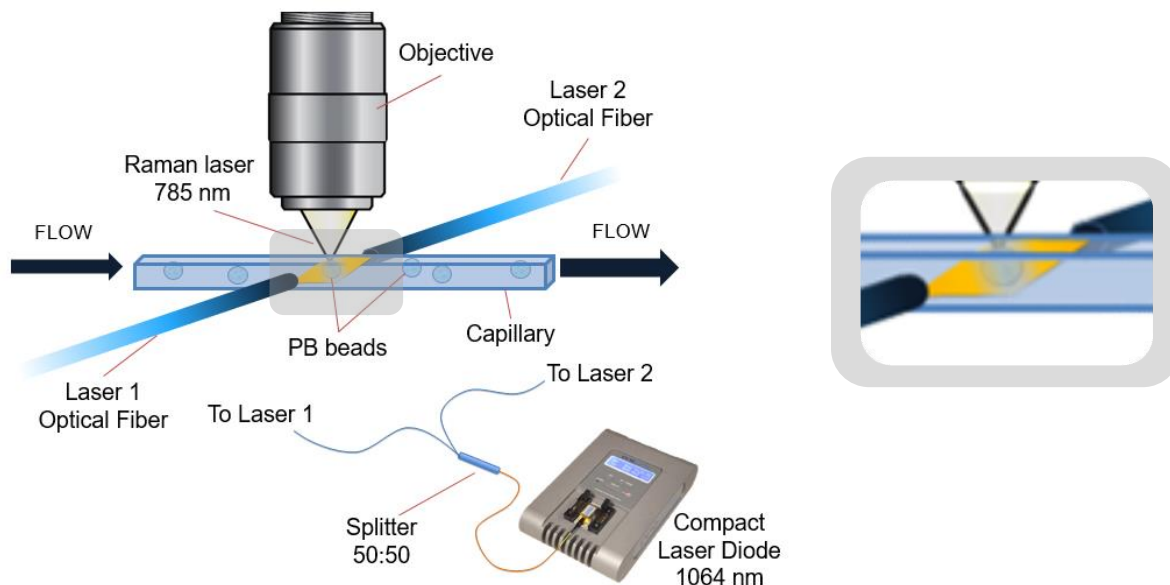 Objective
Laser 2
Optical Fiber
Raman laser
785 nm
FLOW
FLOW
PB beads
Capillary
Laser 1
Optical Fiber
To Laser 2
To Laser 1
Splitter
50:50
Compact
Laser Diode
1064 nm